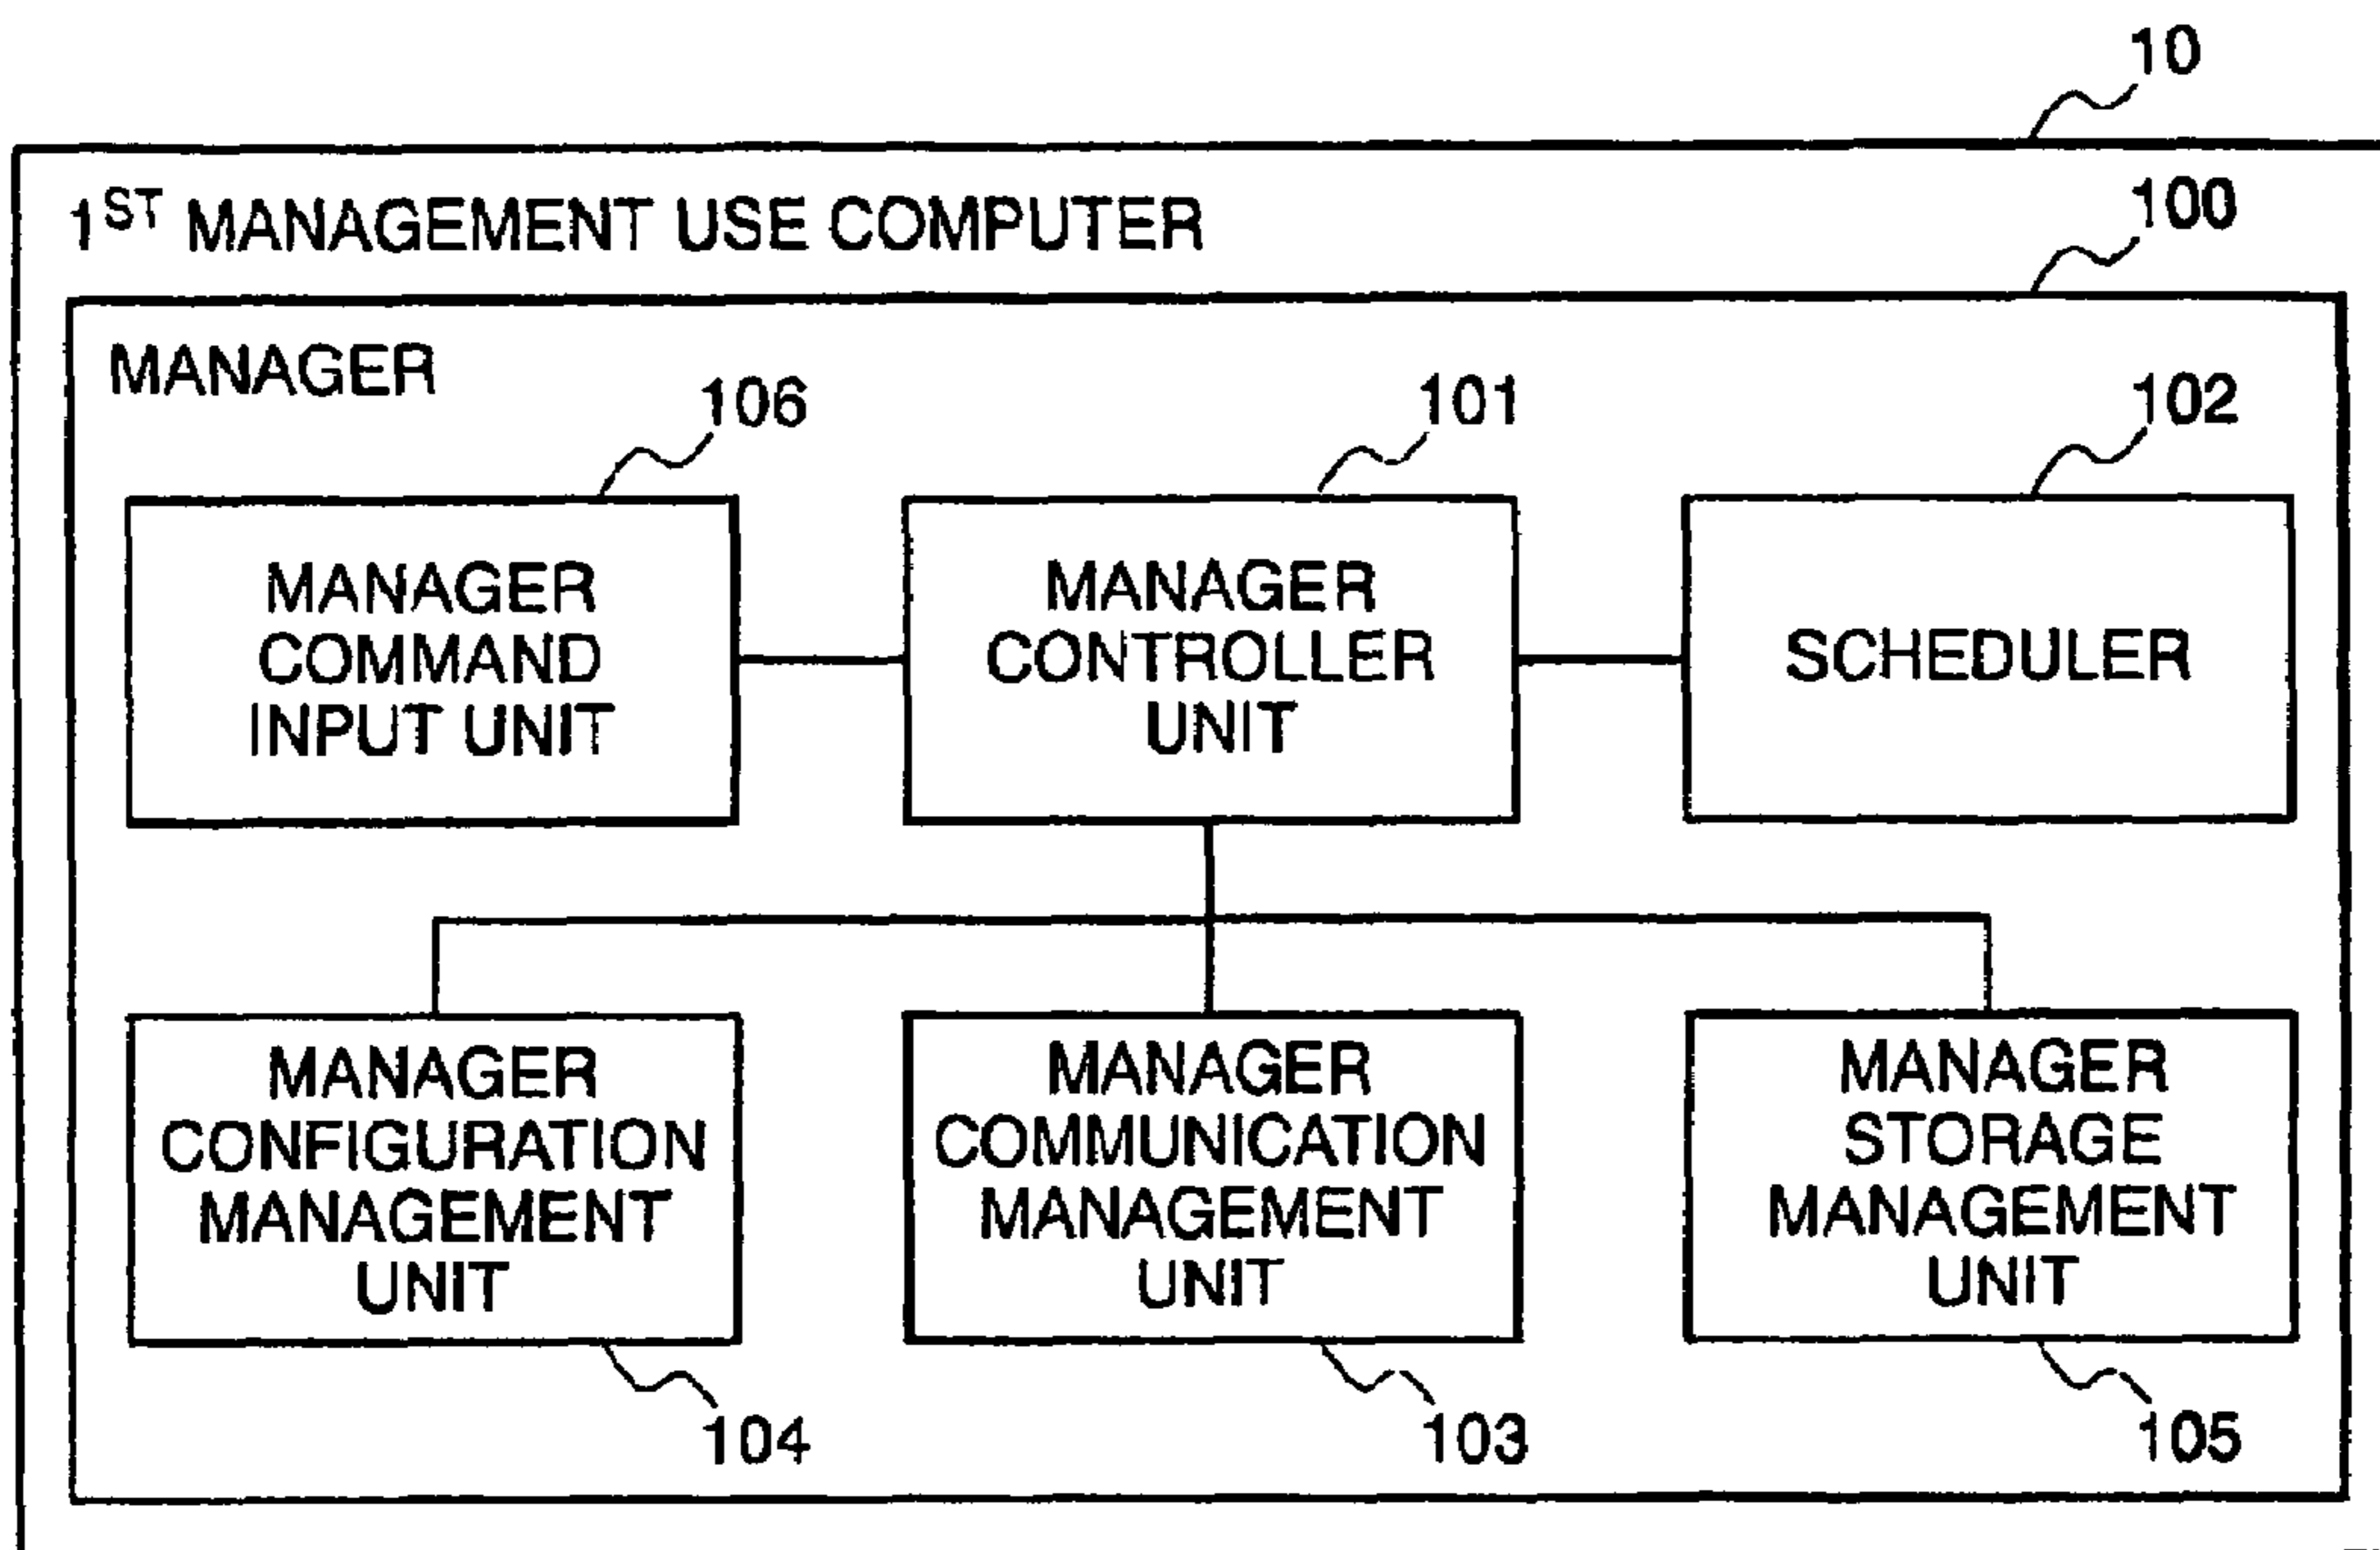 10
1ST MANAGEMENT USE COMPUTER
100
MANAGER
106
101
102
MANAGER
COMMAND
INPUT UNIT
MANAGER
CONTROLLER
UNIT
SCHEDULER
MANAGER
CONFIGURATION
MANAGEMENT
UNIT
MANAGER
COMMUNICATION
MANAGEMENT
UNIT
MANAGER
STORAGE
MANAGEMENT
UNIT
104
103
105